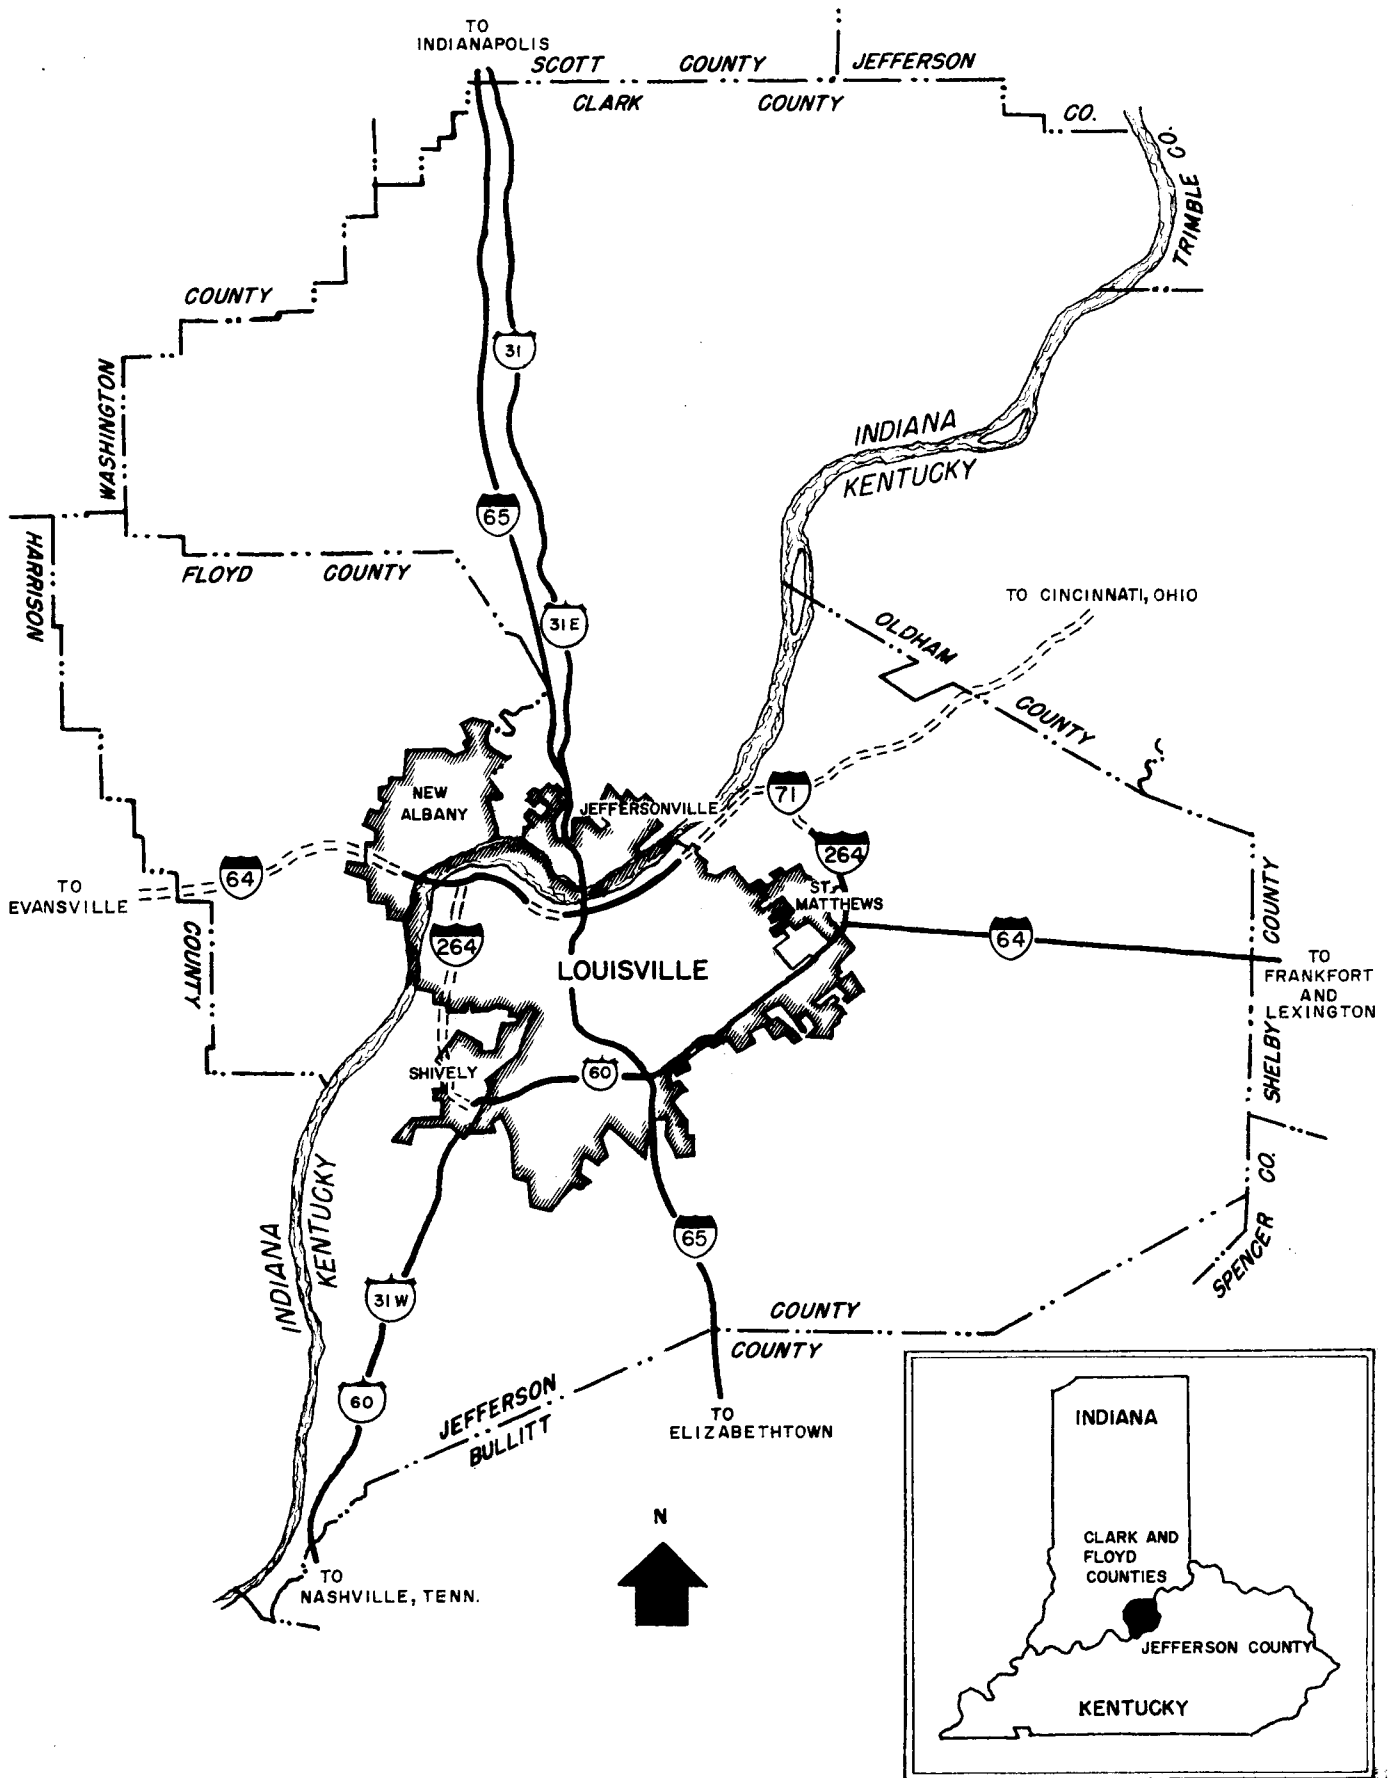 TO
INDIANAPOLIS
SCOTT COUNTY JEFFERSON
CLARK COUNTY
CO.
TRIMBLE CO.
COUNTY
WASHINGTON
31
INDIANA
KENTUCKY
65
HARRISON
FLOYD COUNTY
TO CINCINNATI, OHIO
31E
OLDHAM
COUNTY
NEW
ALBANY
JEFFERSONVILLE
71
264
64
TO
EVANSVILLE
ST.
MATTHEWS
COUNTY
264
64
LOUISVILLE
TO
FRANKFORT
AND
LEXINGTON
SHELBY COUNTY
SHIVELY
60
INDIANA
KENTUCKY
65
SPENCER CO.
31W
COUNTY
COUNTY
60
JEFFERSON
BULLITT
TO
ELIZABETHTOWN
N
TO
NASHVILLE, TENN.
INDIANA
CLARK AND
FLOYD
COUNTIES
JEFFERSON COUNTY
KENTUCKY